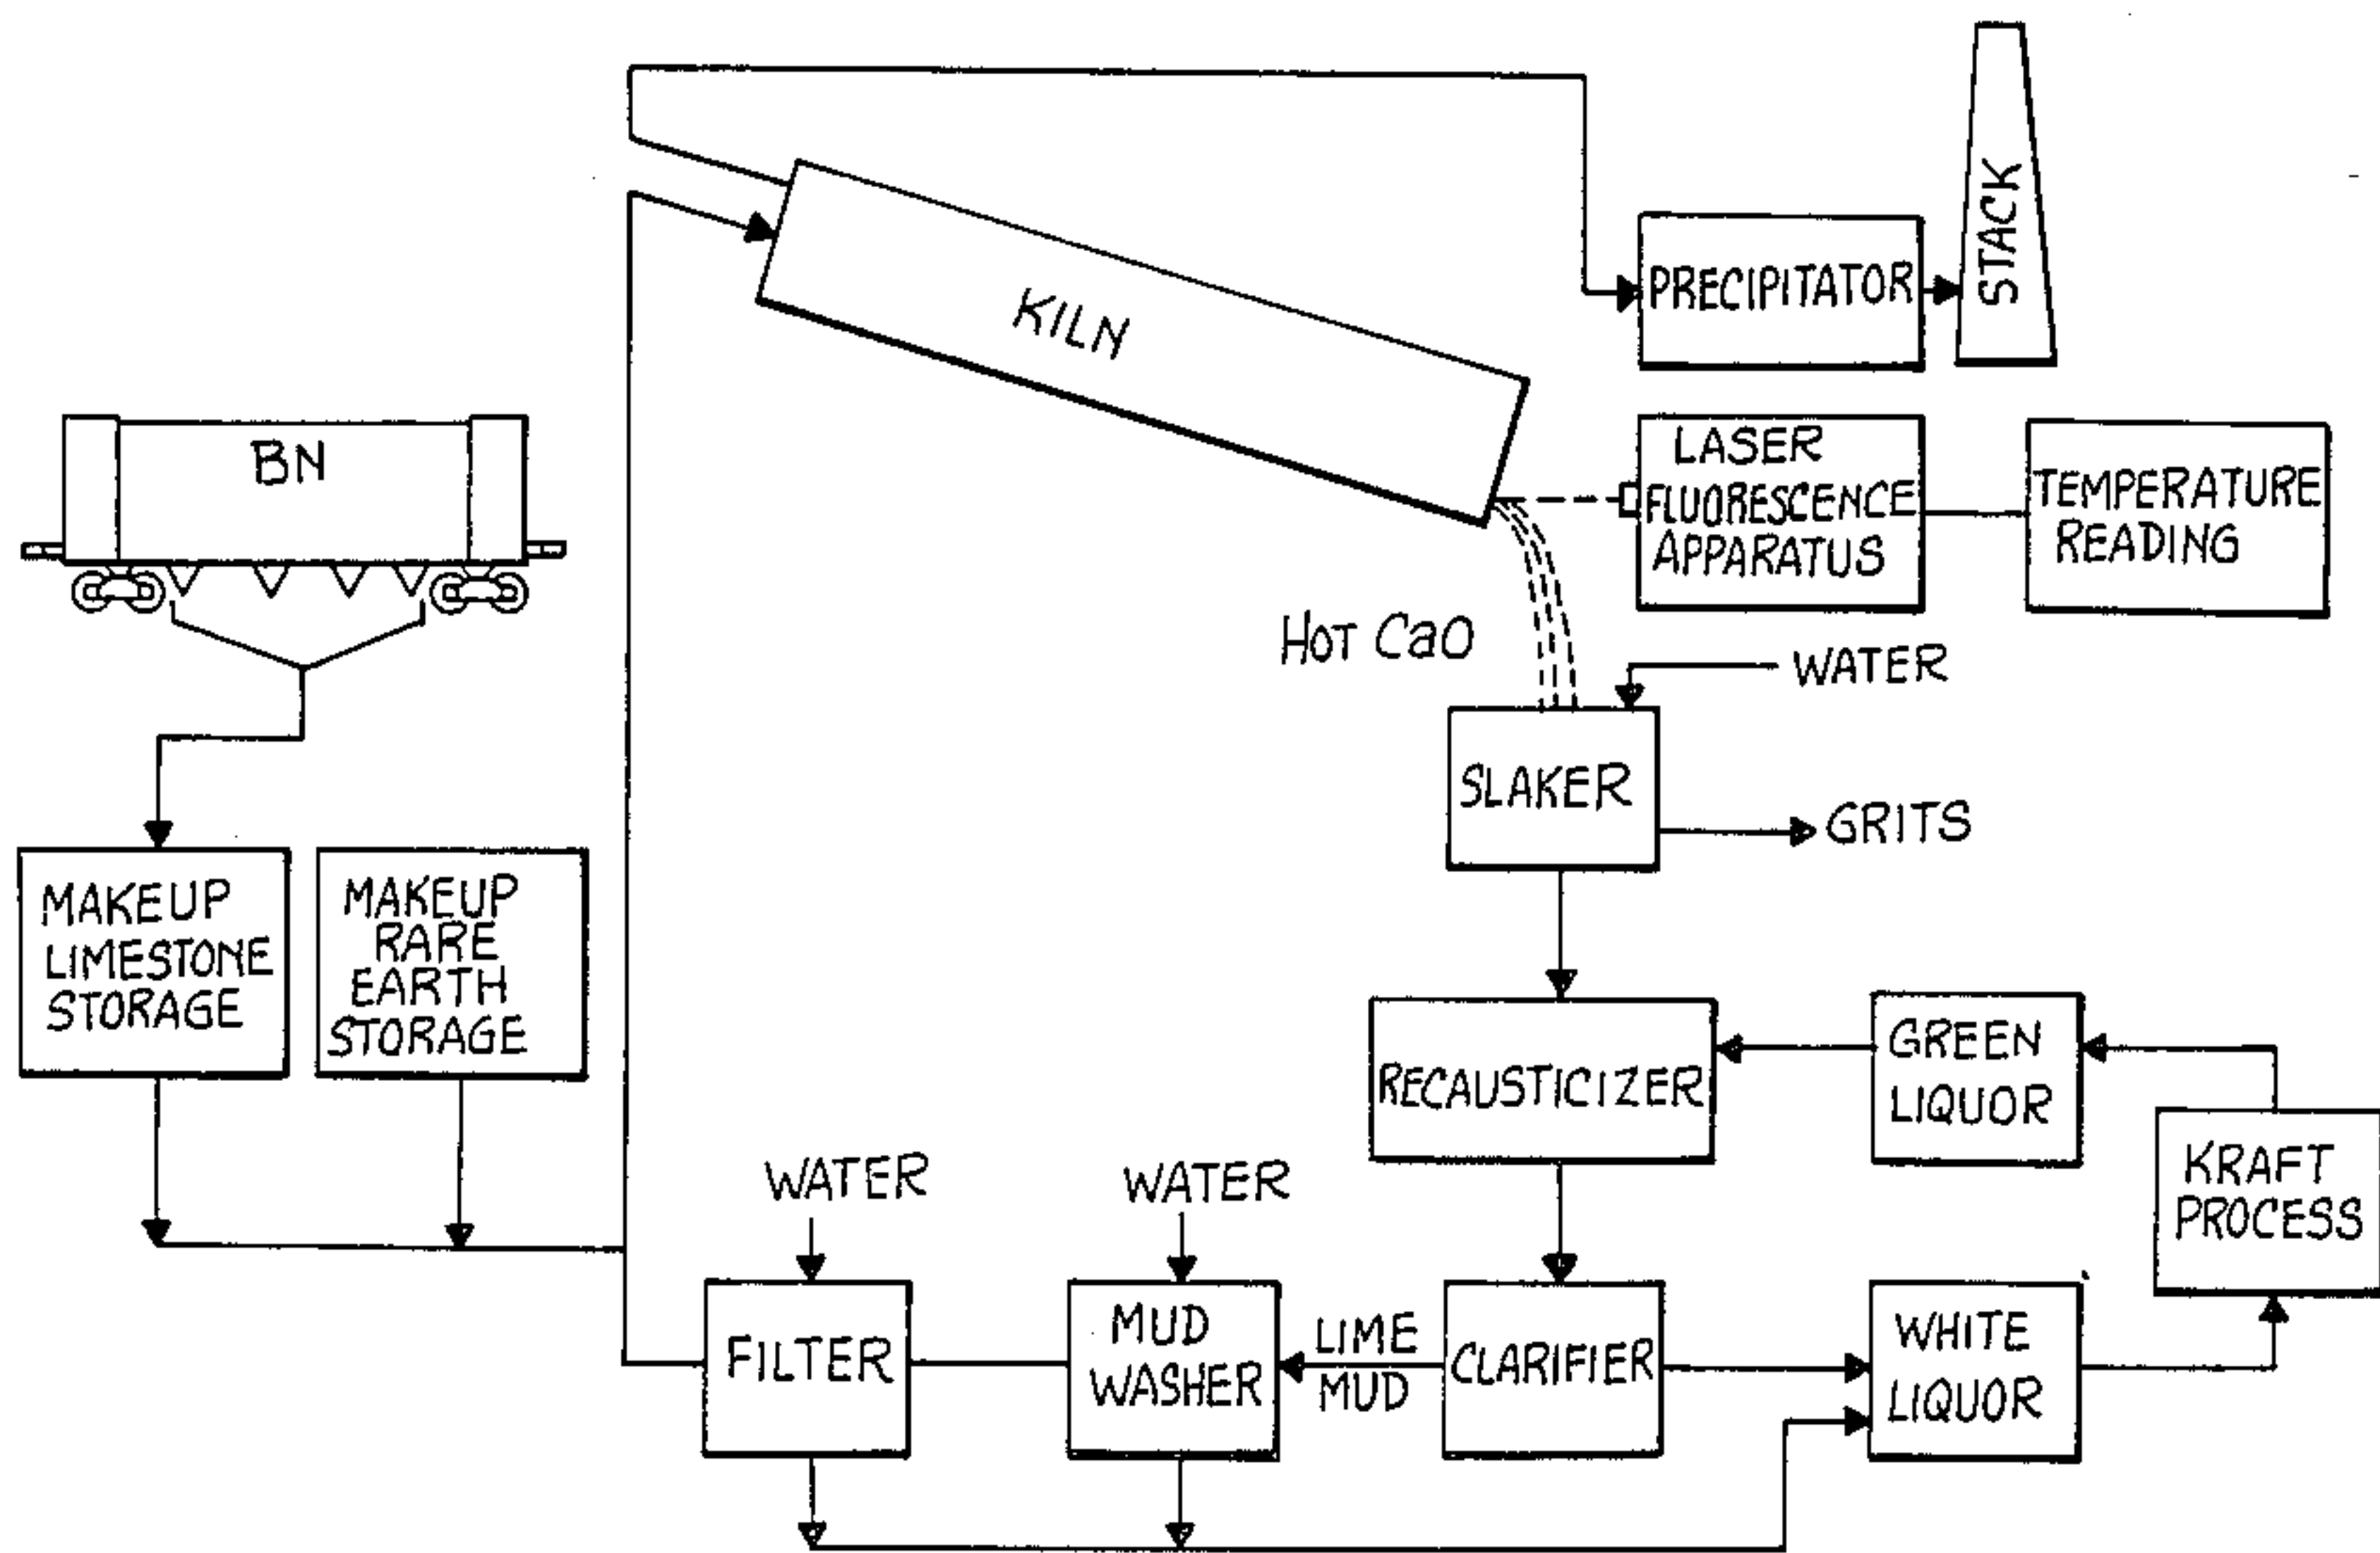 STACK
PRECIPITATOR
KILN
BN
LASER
FLUORESCENCE
APPARATUS
TEMPERATURE
READING
HOT CaO
WATER
SLAKER
GRITS
MAKEUP
LIMESTONE
STORAGE
MAKEUP
RARE
EARTH
STORAGE
RECAUSTICIZER
GREEN
LIQUOR
KRAFT
PROCESS
WATER
WATER
FILTER
MUD
WASHER
LIME
MUD
CLARIFIER
WHITE
LIQUOR